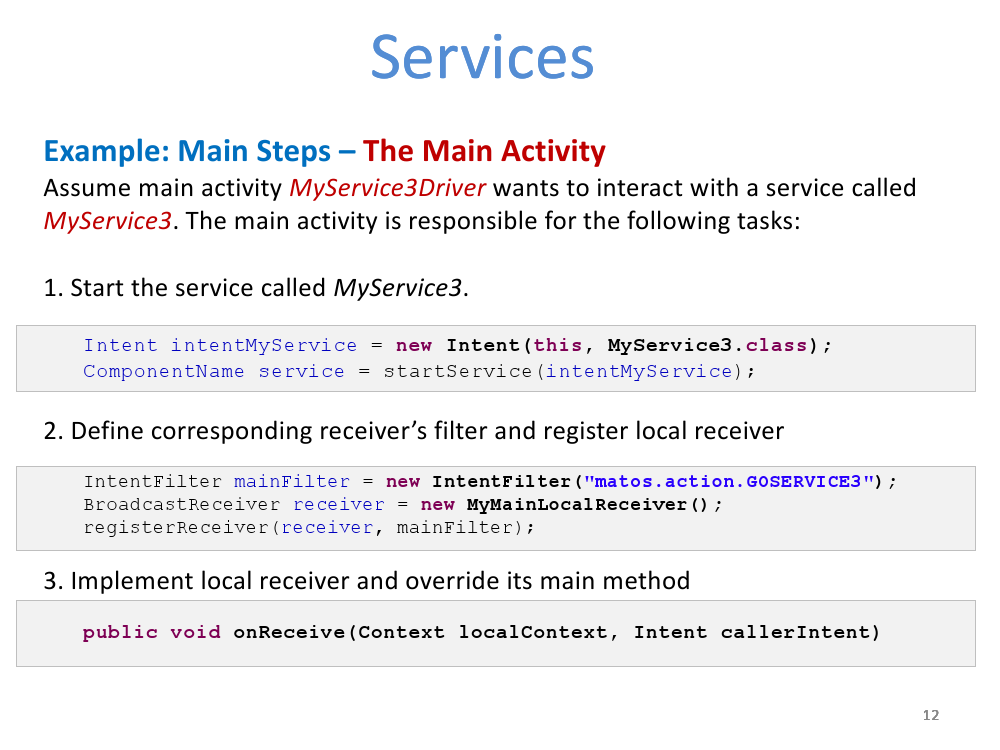 Services
Example: Main Steps – The Main Activity
Assume main activity MyService3Driver wants to interact with a service called
MyService3. The main activity is responsible for the following tasks:
1. Start the service called MyService3.
Intent intentMyService = new Intent(this, MyService3.class);
ComponentName service = startService(intentMyService);
2. Define corresponding receiver’s filter and register local receiver
IntentFilter mainFilter = new IntentFilter("matos.action.GOSERVICE3");
BroadcastReceiver receiver = new MyMainLocalReceiver();
registerReceiver(receiver, mainFilter);
3. Implement local receiver and override its main method
public void onReceive(Context localContext, Intent callerIntent)
12